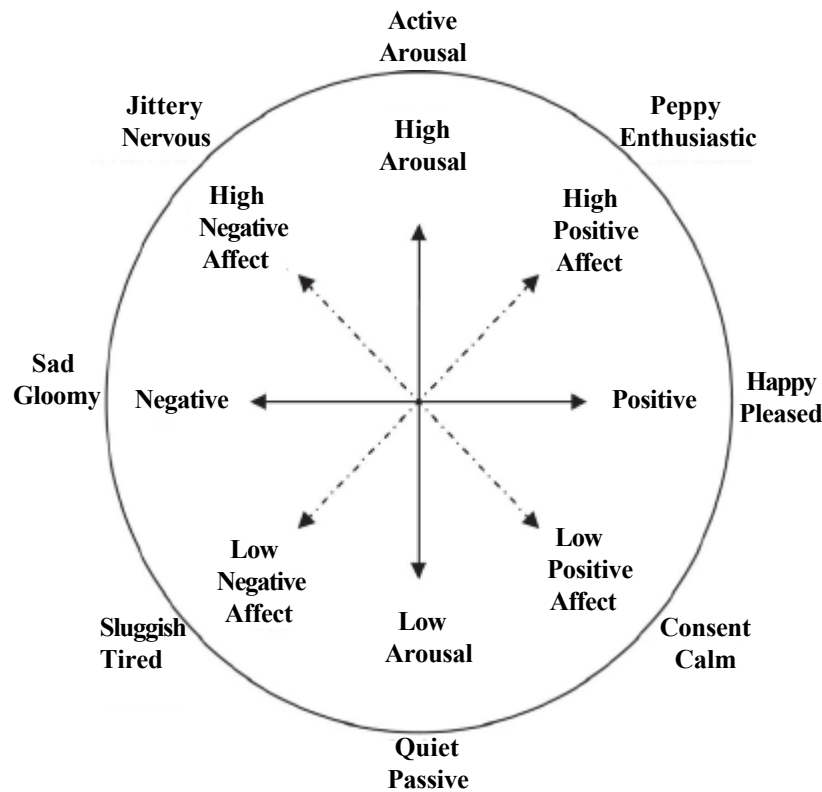 Active
Arousal
Jittery
Nervous
Peppy
Enthusiastic
High
Arousal
High
Negative
Affect
High
Positive
Affect
Sad
Gloomy
Negative
Positive
Happy
Pleased
Low
Negative
Affect
Low
Positive
Affect
Low
Arousal
Sluggish
Tired
Consent
Calm
Quiet
Passive